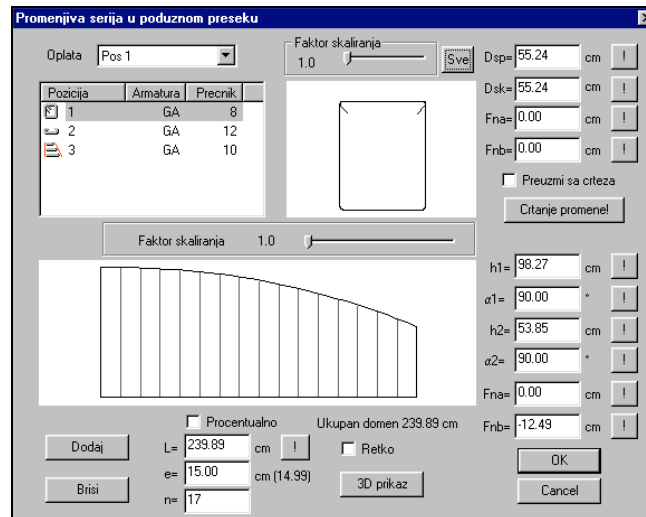 Promenjiva serija u poduznom preseku
Oplata Pos 1
Faktor skaliranja
1.0
Sve
Dsp= 55.24 cm !
Dsk= 55.24 cm !
Fna= 0.00 cm !
Fnb= 0.00 cm !
Pozicija Armatura Precnik
1 GA 8
2 GA 12
3 GA 10
Preuzmi sa crteza
Crtanje promene!
Faktor skaliranja 1.0
h1= 98.27 cm !
α1= 90.00 ° !
h2= 53.85 cm !
α2= 90.00 ° !
Fna= 0.00 cm !
Fnb= -12.49 cm !
Procentualno
Ukupan domen 239.89 cm
Dodaj
L= 239.89 cm !
Retko
e= 15.00 cm (14.99)
Brisi
n= 17
3D prikaz
OK
Cancel